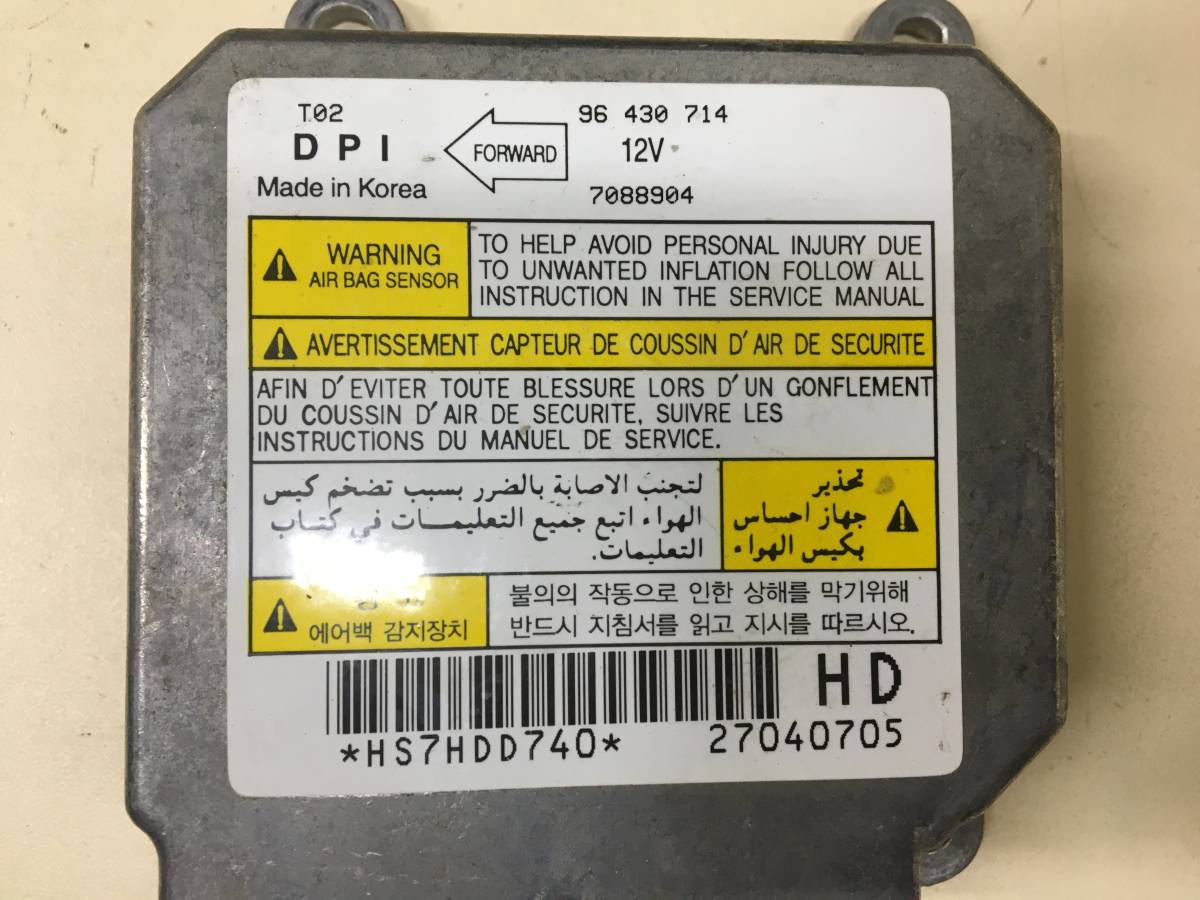 T02
96 430 714
DPI
FORWARD
12V
Made in Korea
7088904
WARNING
AIR BAG SENSOR
TO HELP AVOID PERSONAL INJURY DUE
TO UNWANTED INFLATION FOLLOW ALL
INSTRUCTION IN THE SERVICE MANUAL
AVERTISSEMENT CAPTEUR DE COUSSIN D'AIR DE SECURITE
AFIN D'EVITER TOUTE BLESSURE LORS D'UN GONFLEMENT
DU COUSSIN D'AIR DE SECURITE, SUIVRE LES
INSTRUCTIONS DU MANUEL DE SERVICE.
تحذير
جهاز احساس
بكيس الهواء
لتجنب الاصابة بالضرر بسبب تضخم كيس
الهواء اتبع جميع التعليمـــات في كتاب
التعليمات.
에어백 감지장치
불의의 작동으로 인한 상해를 막기위해
반드시 지침서를 읽고 지시를 따르시오.
HD
*HS7HDD740*
27040705